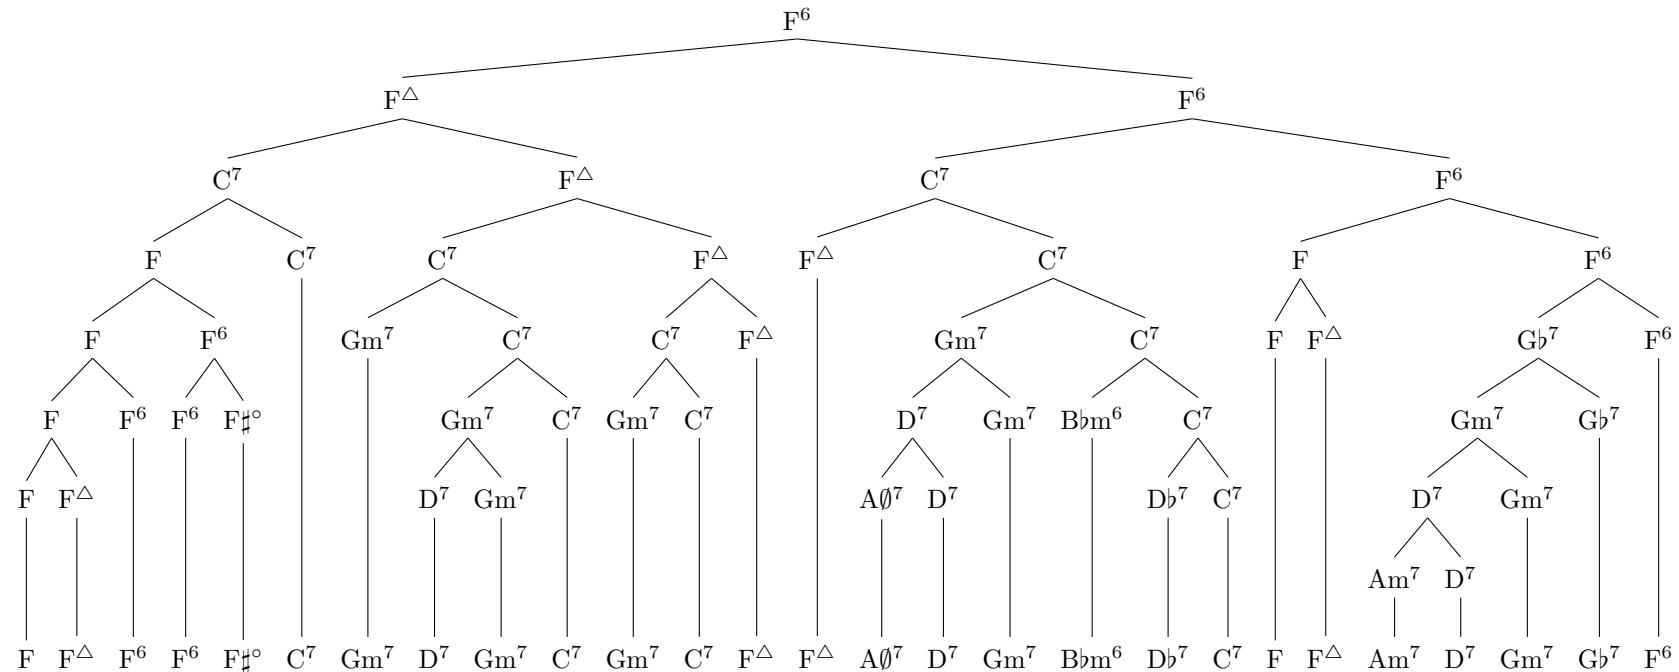 F⁶
F△ F⁶
C⁷ F△ C⁷ F⁶
F C⁷ C⁷ F△ F△ C⁷ F F⁶
F F⁶ Gm⁷ C⁷ C⁷ F△ Gm⁷ C⁷ F F△ G♭⁷ F⁶
F F⁶ F⁶ F♯° Gm⁷ C⁷ Gm⁷ C⁷ D⁷ Gm⁷ B♭m⁶ C⁷ Gm⁷ G♭⁷
F F△ D⁷ Gm⁷ A∅⁷ D⁷ D♭⁷ C⁷ D⁷ Gm⁷
Am⁷ D⁷
F F△ F⁶ F⁶ F♯° C⁷ Gm⁷ D⁷ Gm⁷ C⁷ Gm⁷ C⁷ F△ F△ A∅⁷ D⁷ Gm⁷ B♭m⁶ D♭⁷ C⁷ F F△ Am⁷ D⁷ Gm⁷ G♭⁷ F⁶